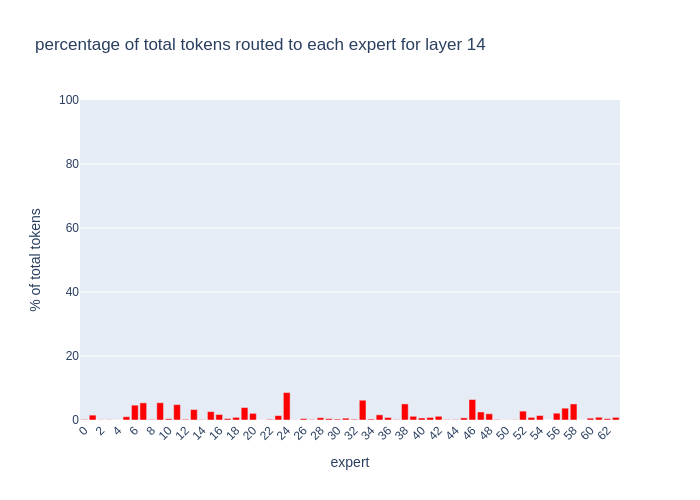 percentage of total tokens routed to each expert for layer 14
100
80
60
40
20
0
% of total tokens
0 2 4 6 8 10 12 14 16 18 20 22 24 26 28 30 32 34 36 38 40 42 44 46 48 50 52 54 56 58 60 62
expert